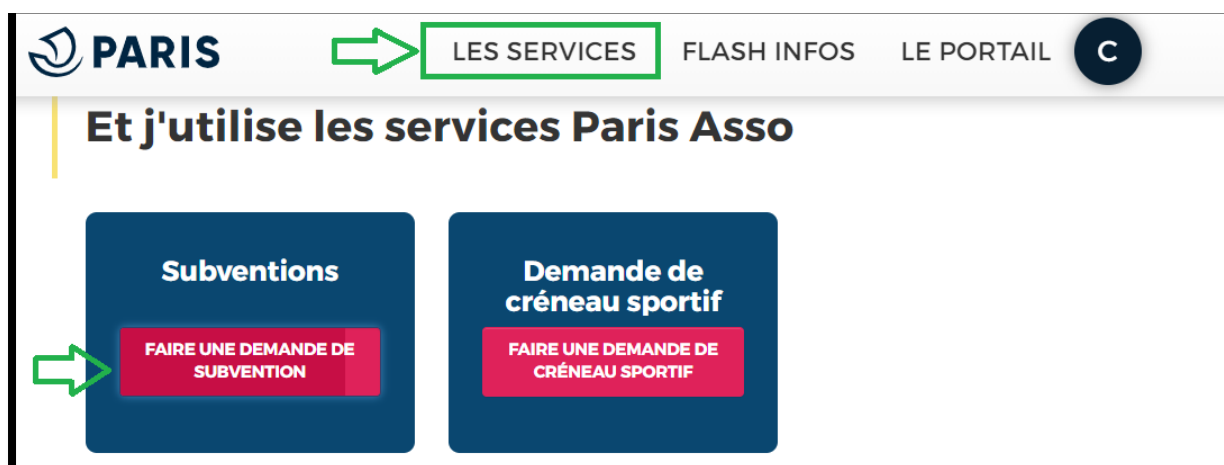 PARIS LES SERVICES FLASH INFOS LE PORTAIL C
Et j'utilise les services Paris Asso
Subventions
FAIRE UNE DEMANDE DE
SUBVENTION
Demande de
créneau sportif
FAIRE UNE DEMANDE DE
CRÉNEAU SPORTIF